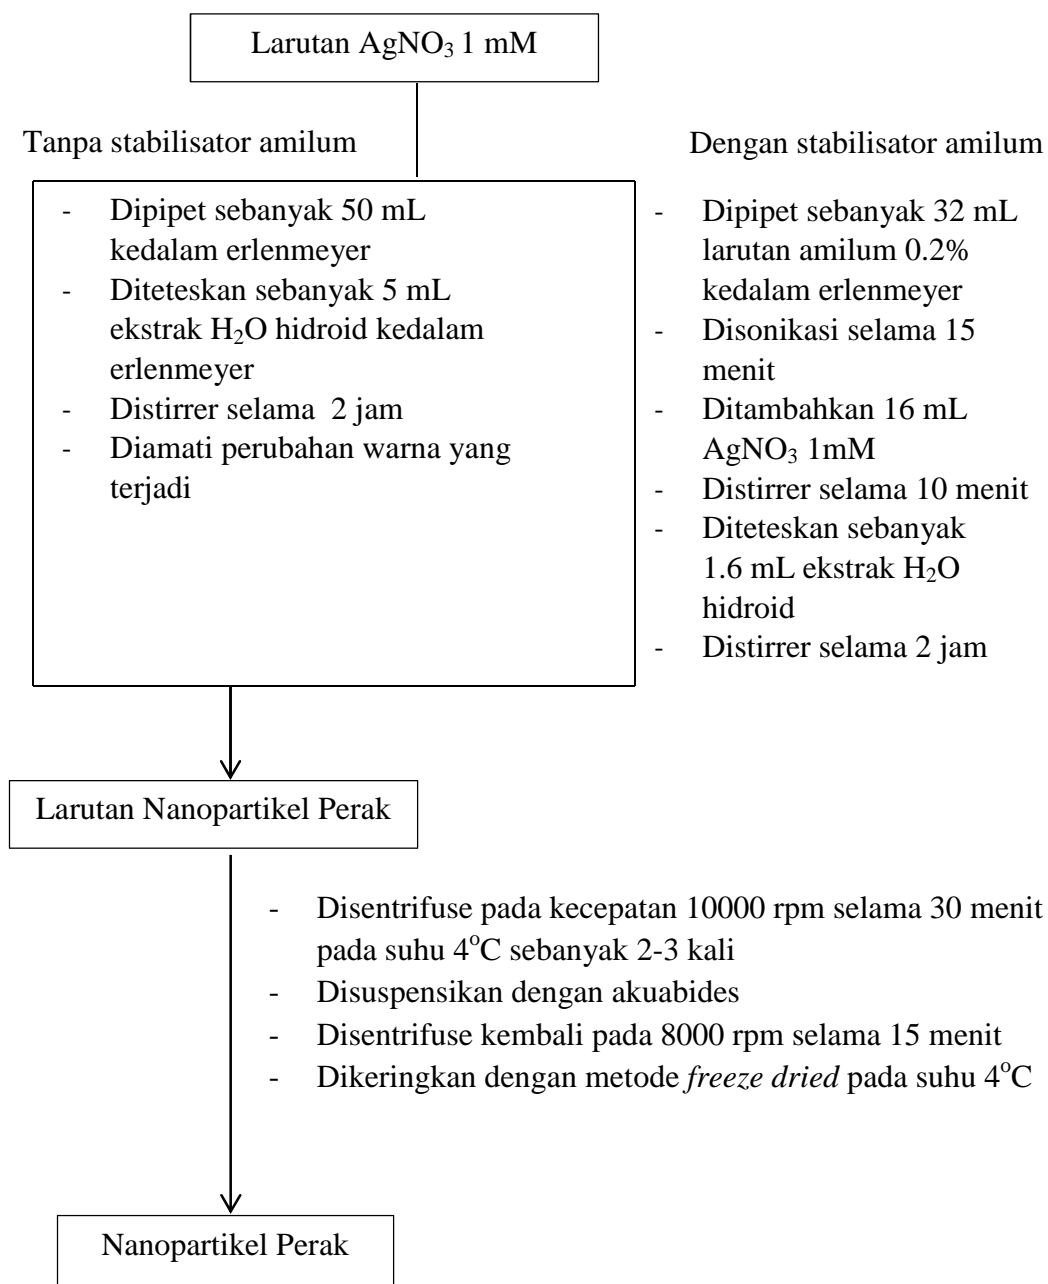 Larutan AgNO₃ 1 mM
Tanpa stabilisator amilum
- Dipipet sebanyak 50 mL
kedalam erlenmeyer
- Diteteskan sebanyak 5 mL
ekstrak H₂O hidroid kedalam
erlenmeyer
- Distirrer selama 2 jam
- Diamati perubahan warna yang
terjadi
Dengan stabilisator amilum
- Dipipet sebanyak 32 mL
larutan amilum 0.2%
kedalam erlenmeyer
- Disonikasi selama 15
menit
- Ditambahkan 16 mL
AgNO₃ 1mM
- Distirrer selama 10 menit
- Diteteskan sebanyak
1.6 mL ekstrak H₂O
hidroid
- Distirrer selama 2 jam
Larutan Nanopartikel Perak
- Disentrifuse pada kecepatan 10000 rpm selama 30 menit
pada suhu 4°C sebanyak 2-3 kali
- Disuspensikan dengan akuabides
- Disentrifuse kembali pada 8000 rpm selama 15 menit
- Dikeringkan dengan metode freeze dried pada suhu 4°C
Nanopartikel Perak